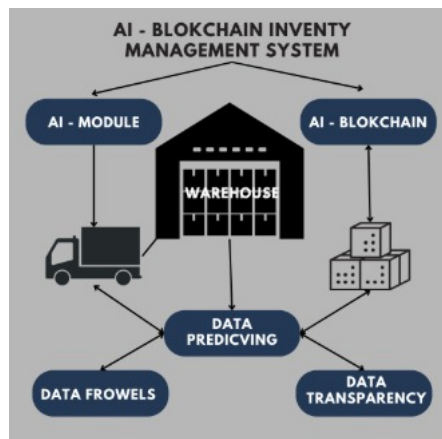 AI - BLOKCHAIN INVENTY
MANAGEMENT SYSTEM
AI - MODULE
AI - BLOKCHAIN
WAREHOUSE
DATA
PREDICVING
DATA FROWELS
DATA
TRANSPARENCY